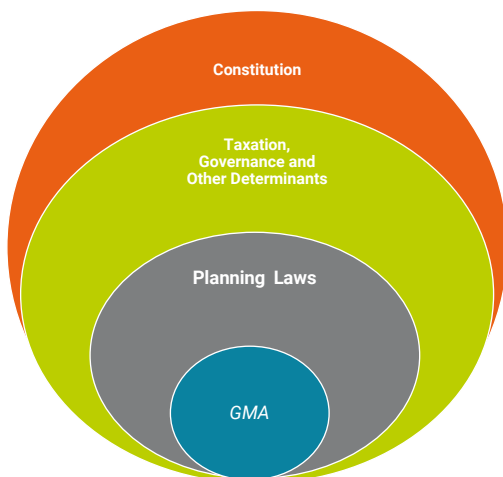 Constitution
Taxation,
Governance and
Other Determinants
Planning Laws
GMA